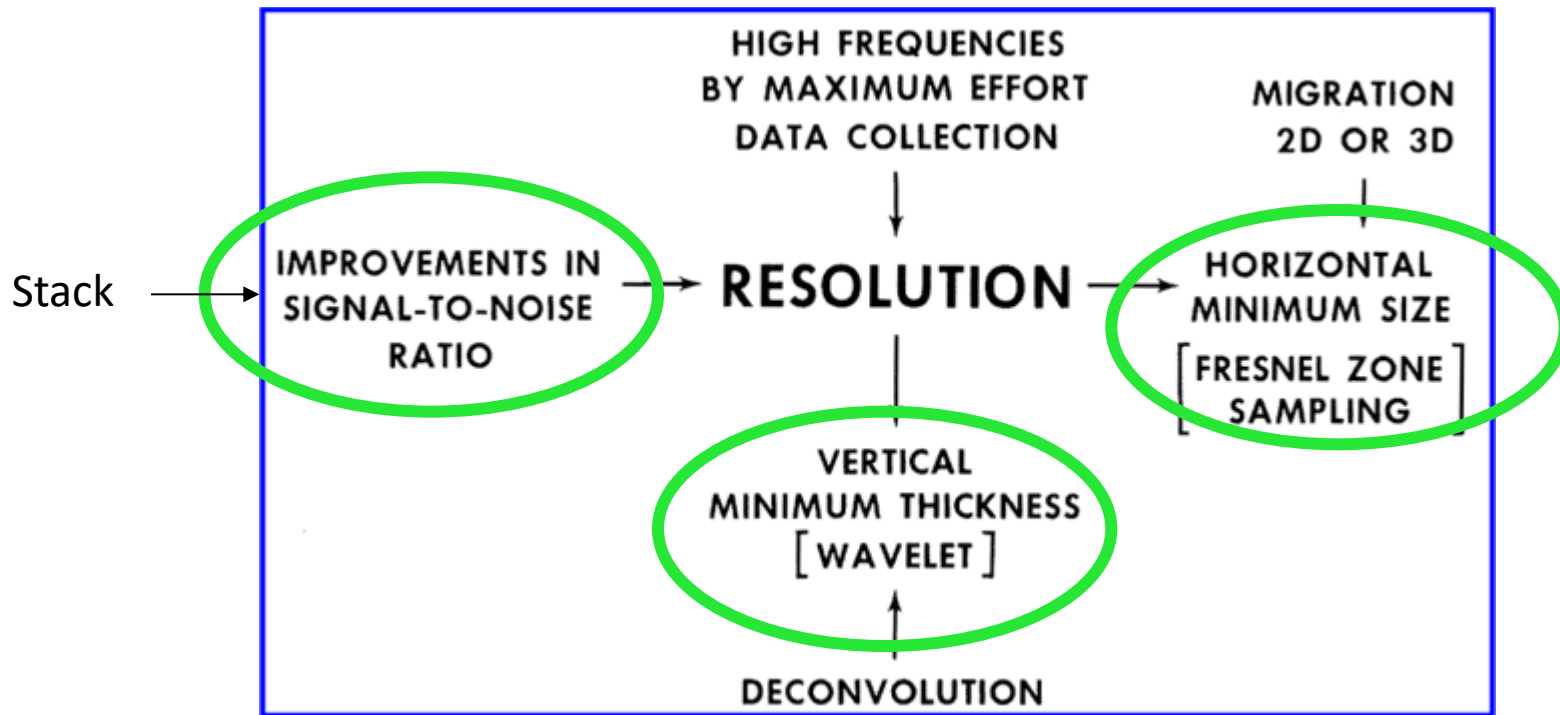 HIGH FREQUENCIES
BY MAXIMUM EFFORT
DATA COLLECTION
MIGRATION
2D OR 3D
Stack
IMPROVEMENTS IN
SIGNAL-TO-NOISE
RATIO
RESOLUTION
HORIZONTAL
MINIMUM SIZE
[FRESNEL ZONE
SAMPLING]
VERTICAL
MINIMUM THICKNESS
[WAVELET]
DECONVOLUTION